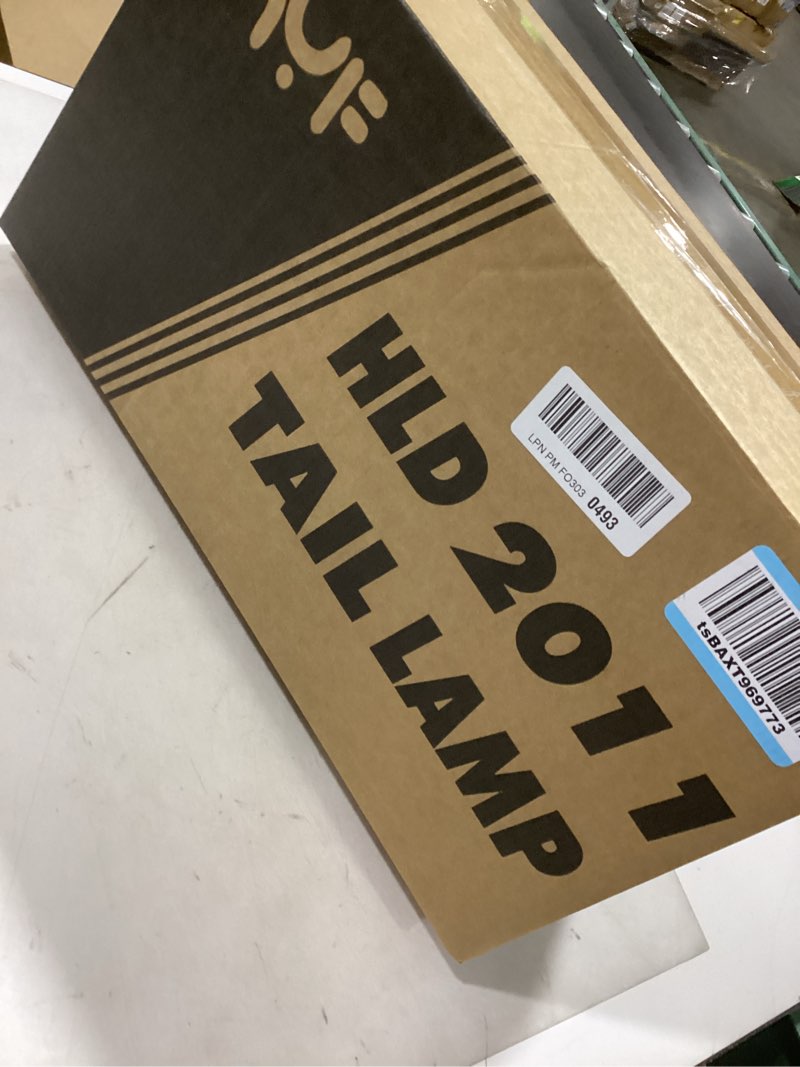 HLD 2011
TAIL LAMP
LPN PM FO303 0493
tsBAXT969773